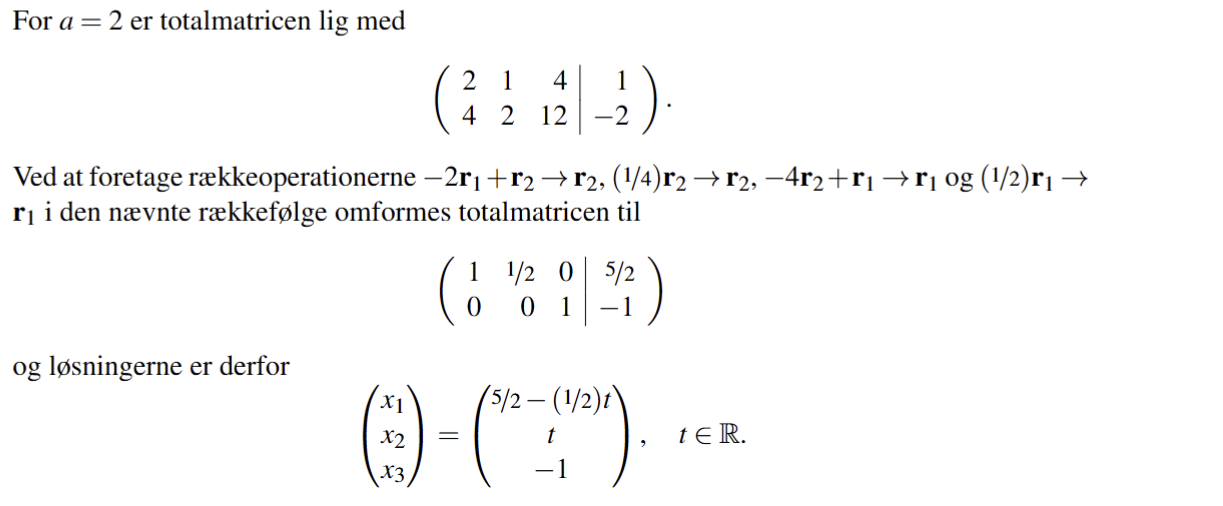 For a = 2 er totalmatricen lig med
( 2 1 4 | 1
4 2 12 | −2 ).
Ved at foretage rækkeoperationerne −2r₁+r₂ → r₂, (1/4)r₂ → r₂, −4r₂+r₁ → r₁ og (1/2)r₁ →
r₁ i den nævnte rækkefølge omformes totalmatricen til
( 1 1/2 0 | 5/2
0 0 1 | −1 )
og løsningerne er derfor
(x₁
x₂
x₃) = (5/2 − (1/2)t
t
−1), t ∈ ℝ.